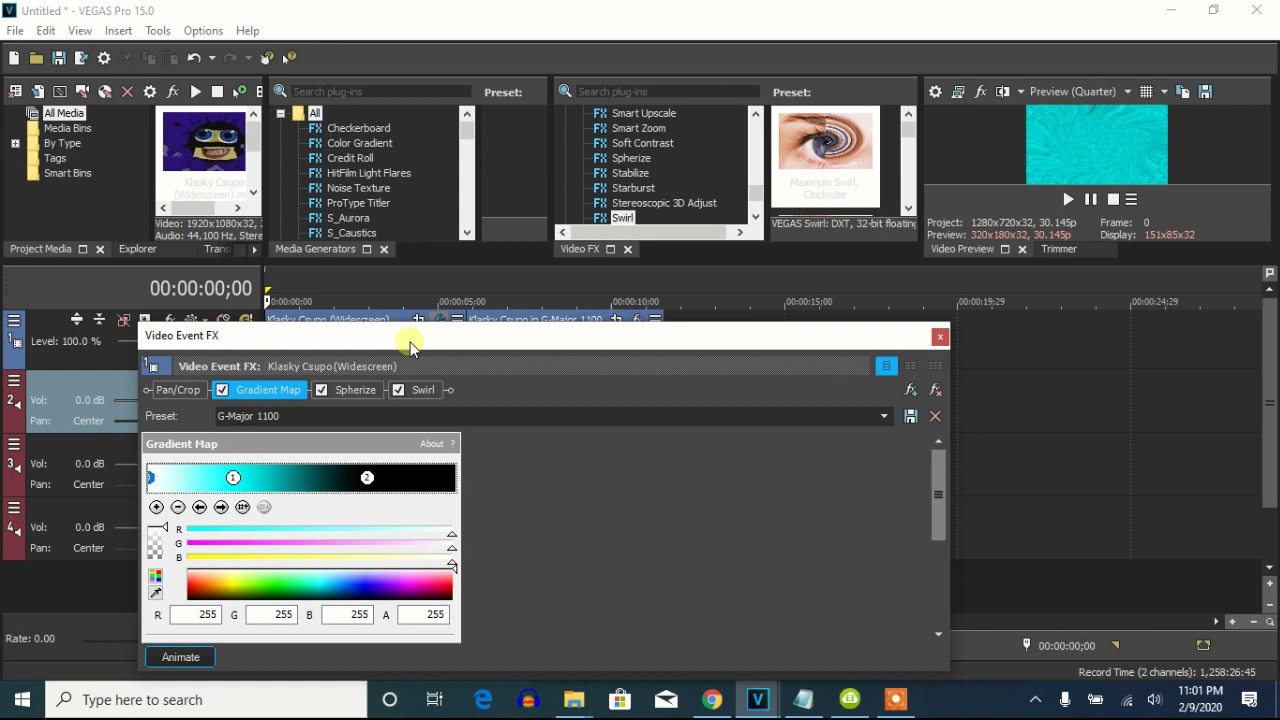 Untitled * - VEGAS Pro 15.0
File Edit View Insert Tools Options Help
Search plug-ins Preset: Search plug-ins Preset: Preview (Quarter)
All Media
Media Bins
By Type
Tags
Smart Bins
Klasky Csupo
(Widescreen).m
Video: 1920x1080x32,
Audio: 44,100 Hz, Stere
Project Media Explorer Trans
All
Checkerboard
Color Gradient
Credit Roll
HitFilm Light Flares
Noise Texture
ProType Titler
S_Aurora
S_Caustics
Media Generators
Smart Upscale
Smart Zoom
Soft Contrast
Spherize
Stabilize
Starburst
Stereoscopic 3D Adjust
Swirl
Video FX
Maximum Swirl,
Clockwise
VEGAS Swirl: DXT, 32-bit floating
Project: 1280x720x32, 30.145p Frame: 0
Preview: 320x180x32, 30.145p Display: 151x85x32
Video Preview Trimmer
00:00:00;00
00:00:00;00 00:00:05;00 00:00:10;00 00:00:15;00 00:00:19;29 00:00:24;29
Klasky Csupo (Widescreen) Klasky Csupo in G-Major 1100
1 Level: 100.0 %
2 Vol: 0.0 dB
Pan: Center
3 Vol: 0.0 dB
Pan: Center
4 Vol: 0.0 dB
Pan: Center
Rate: 0.00
Video Event FX
Video Event FX: Klasky Csupo (Widescreen)
Pan/Crop Gradient Map Spherize Swirl
Preset: G-Major 1100
Gradient Map About ?
1 2
R
G
B
R 255 G 255 B 255 A 255
Animate
00:00:00;00
Record Time (2 channels): 1,258:26:45
Type here to search
11:01 PM
2/9/2020